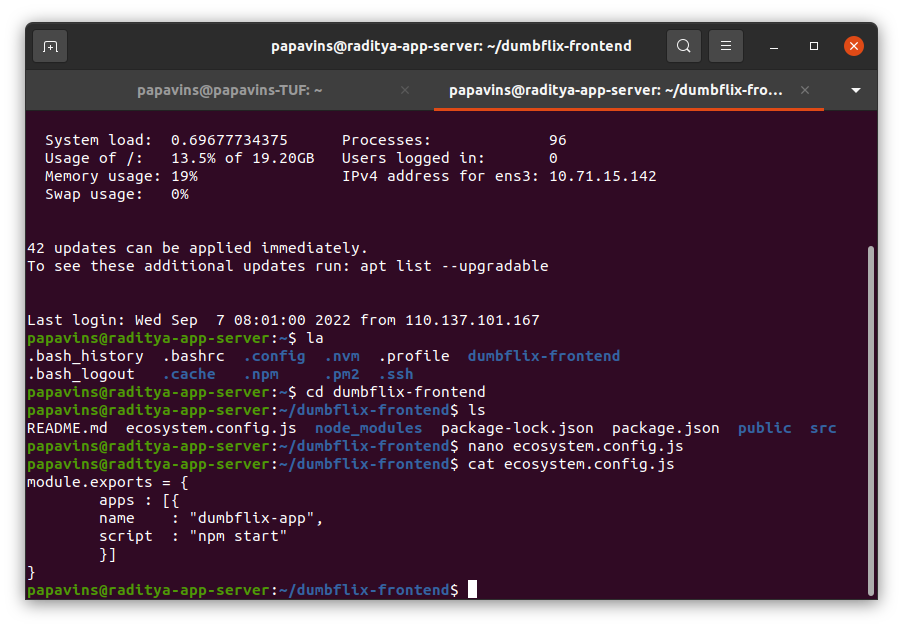 papavins@raditya-app-server: ~/dumbflix-frontend
papavins@papavins-TUF: ~
papavins@raditya-app-server: ~/dumbflix-fro...
System load:  0.69677734375      Processes:             96
Usage of /:   13.5% of 19.20GB   Users logged in:       0
Memory usage: 19%                IPv4 address for ens3: 10.71.15.142
Swap usage:   0%
42 updates can be applied immediately.
To see these additional updates run: apt list --upgradable
Last login: Wed Sep  7 08:01:00 2022 from 110.137.101.167
papavins@raditya-app-server:~$ la
.bash_history  .bashrc  .config  .nvm  .profile  dumbflix-frontend
.bash_logout   .cache   .npm     .pm2  .ssh
papavins@raditya-app-server:~$ cd dumbflix-frontend
papavins@raditya-app-server:~/dumbflix-frontend$ ls
README.md  ecosystem.config.js  node_modules  package-lock.json  package.json  public  src
papavins@raditya-app-server:~/dumbflix-frontend$ nano ecosystem.config.js
papavins@raditya-app-server:~/dumbflix-frontend$ cat ecosystem.config.js
module.exports = {
        apps : [{
        name    : "dumbflix-app",
        script  : "npm start"
        }]
}
papavins@raditya-app-server:~/dumbflix-frontend$